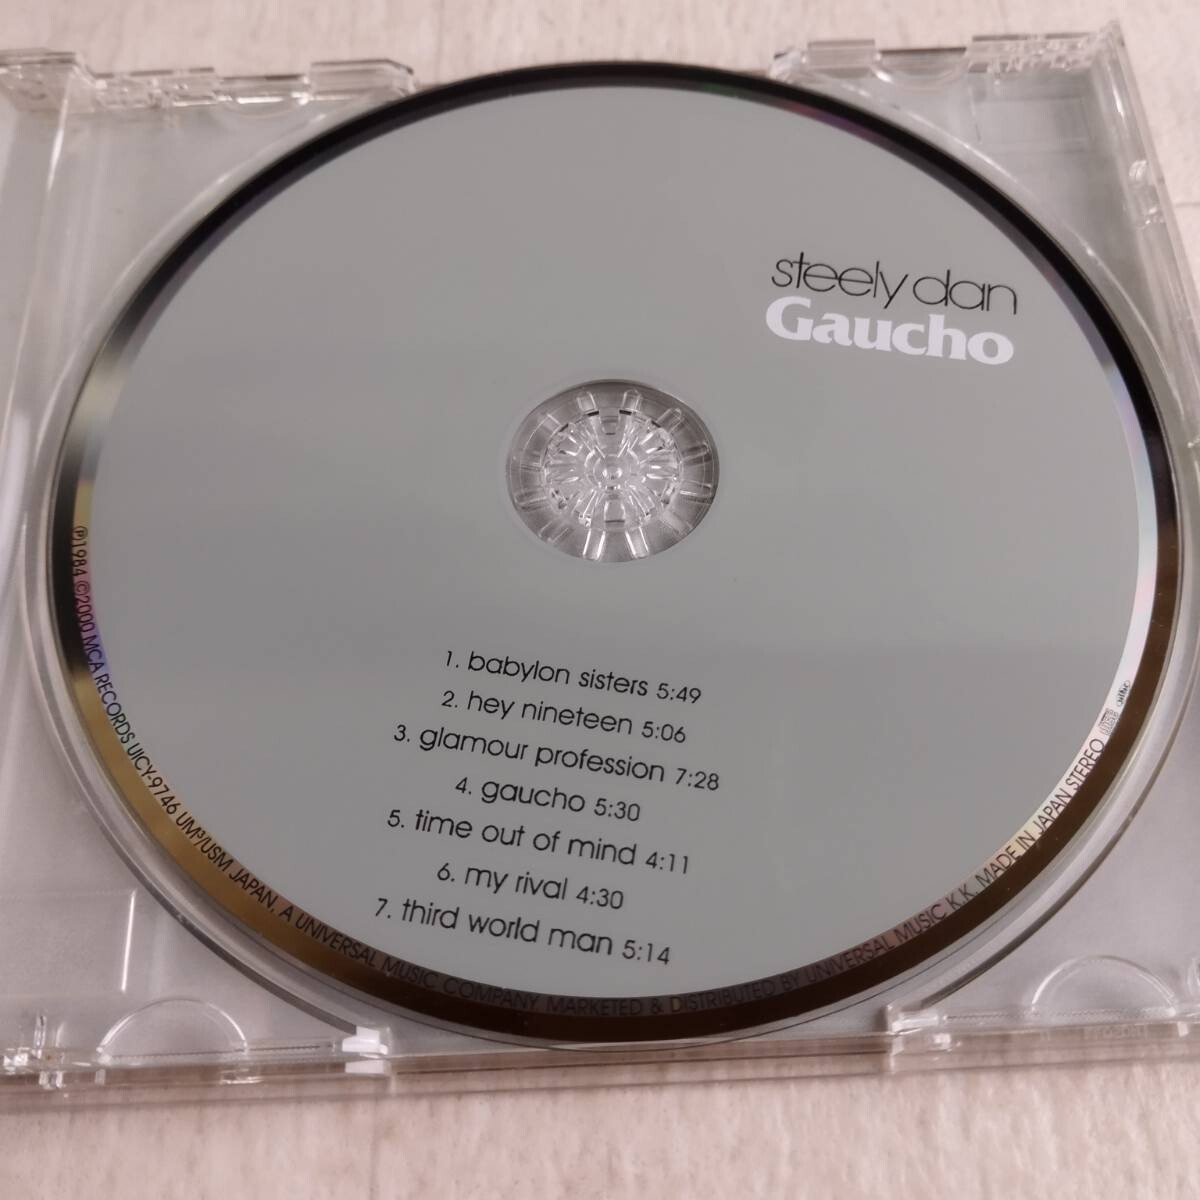 steely dan
Gaucho
1. babylon sisters 5:49
2. hey nineteen 5:06
3. glamour profession 7:28
4. gaucho 5:30
5. time out of mind 4:11
6. my rival 4:30
7. third world man 5:14
℗1984 ©2000 MCA RECORDS UICY-9746 UM³/USM JAPAN, A UNIVERSAL MUSIC COMPANY MARKETED & DISTRIBUTED BY UNIVERSAL MUSIC K.K. MADE IN JAPAN STEREO